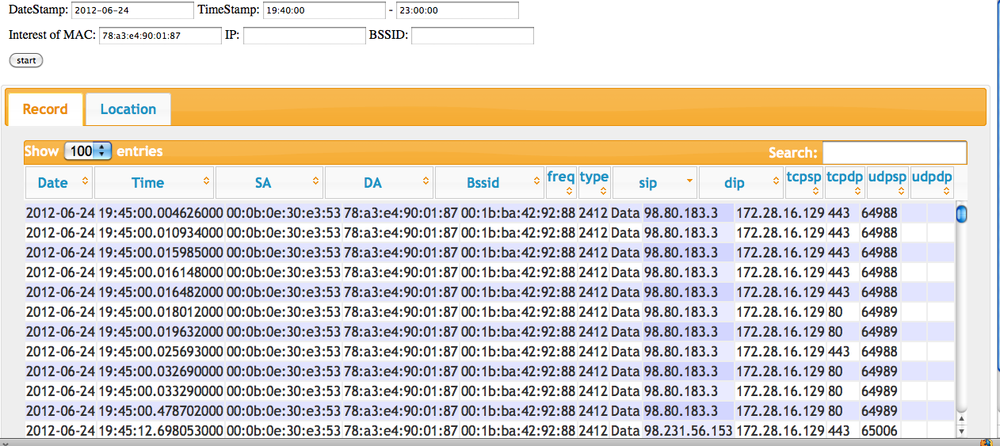 DateStamp: 2012-06-24 TimeStamp: 19:40:00 - 23:00:00
Interest of MAC: 78:a3:e4:90:01:87 IP: BSSID:
start
Record Location
Show 100 entries Search:
Date Time SA DA Bssid freq type sip dip tcpsp tcpdp udpsp udpdp
2012-06-24 19:45:00.004626000 00:0b:0e:30:e3:53 78:a3:e4:90:01:87 00:1b:ba:42:92:88 2412 Data 98.80.183.3 172.28.16.129 443 64988
2012-06-24 19:45:00.010934000 00:0b:0e:30:e3:53 78:a3:e4:90:01:87 00:1b:ba:42:92:88 2412 Data 98.80.183.3 172.28.16.129 443 64988
2012-06-24 19:45:00.015985000 00:0b:0e:30:e3:53 78:a3:e4:90:01:87 00:1b:ba:42:92:88 2412 Data 98.80.183.3 172.28.16.129 443 64988
2012-06-24 19:45:00.016148000 00:0b:0e:30:e3:53 78:a3:e4:90:01:87 00:1b:ba:42:92:88 2412 Data 98.80.183.3 172.28.16.129 443 64988
2012-06-24 19:45:00.016482000 00:0b:0e:30:e3:53 78:a3:e4:90:01:87 00:1b:ba:42:92:88 2412 Data 98.80.183.3 172.28.16.129 443 64988
2012-06-24 19:45:00.018012000 00:0b:0e:30:e3:53 78:a3:e4:90:01:87 00:1b:ba:42:92:88 2412 Data 98.80.183.3 172.28.16.129 80 64989
2012-06-24 19:45:00.019632000 00:0b:0e:30:e3:53 78:a3:e4:90:01:87 00:1b:ba:42:92:88 2412 Data 98.80.183.3 172.28.16.129 80 64989
2012-06-24 19:45:00.025693000 00:0b:0e:30:e3:53 78:a3:e4:90:01:87 00:1b:ba:42:92:88 2412 Data 98.80.183.3 172.28.16.129 443 64988
2012-06-24 19:45:00.032690000 00:0b:0e:30:e3:53 78:a3:e4:90:01:87 00:1b:ba:42:92:88 2412 Data 98.80.183.3 172.28.16.129 80 64989
2012-06-24 19:45:00.033290000 00:0b:0e:30:e3:53 78:a3:e4:90:01:87 00:1b:ba:42:92:88 2412 Data 98.80.183.3 172.28.16.129 80 64989
2012-06-24 19:45:00.478702000 00:0b:0e:30:e3:53 78:a3:e4:90:01:87 00:1b:ba:42:92:88 2412 Data 98.80.183.3 172.28.16.129 80 64989
2012-06-24 19:45:12.698053000 00:0b:0e:30:e3:53 78:a3:e4:90:01:87 00:1b:ba:42:92:88 2412 Data 98.231.56.153 172.28.16.129 443 65006